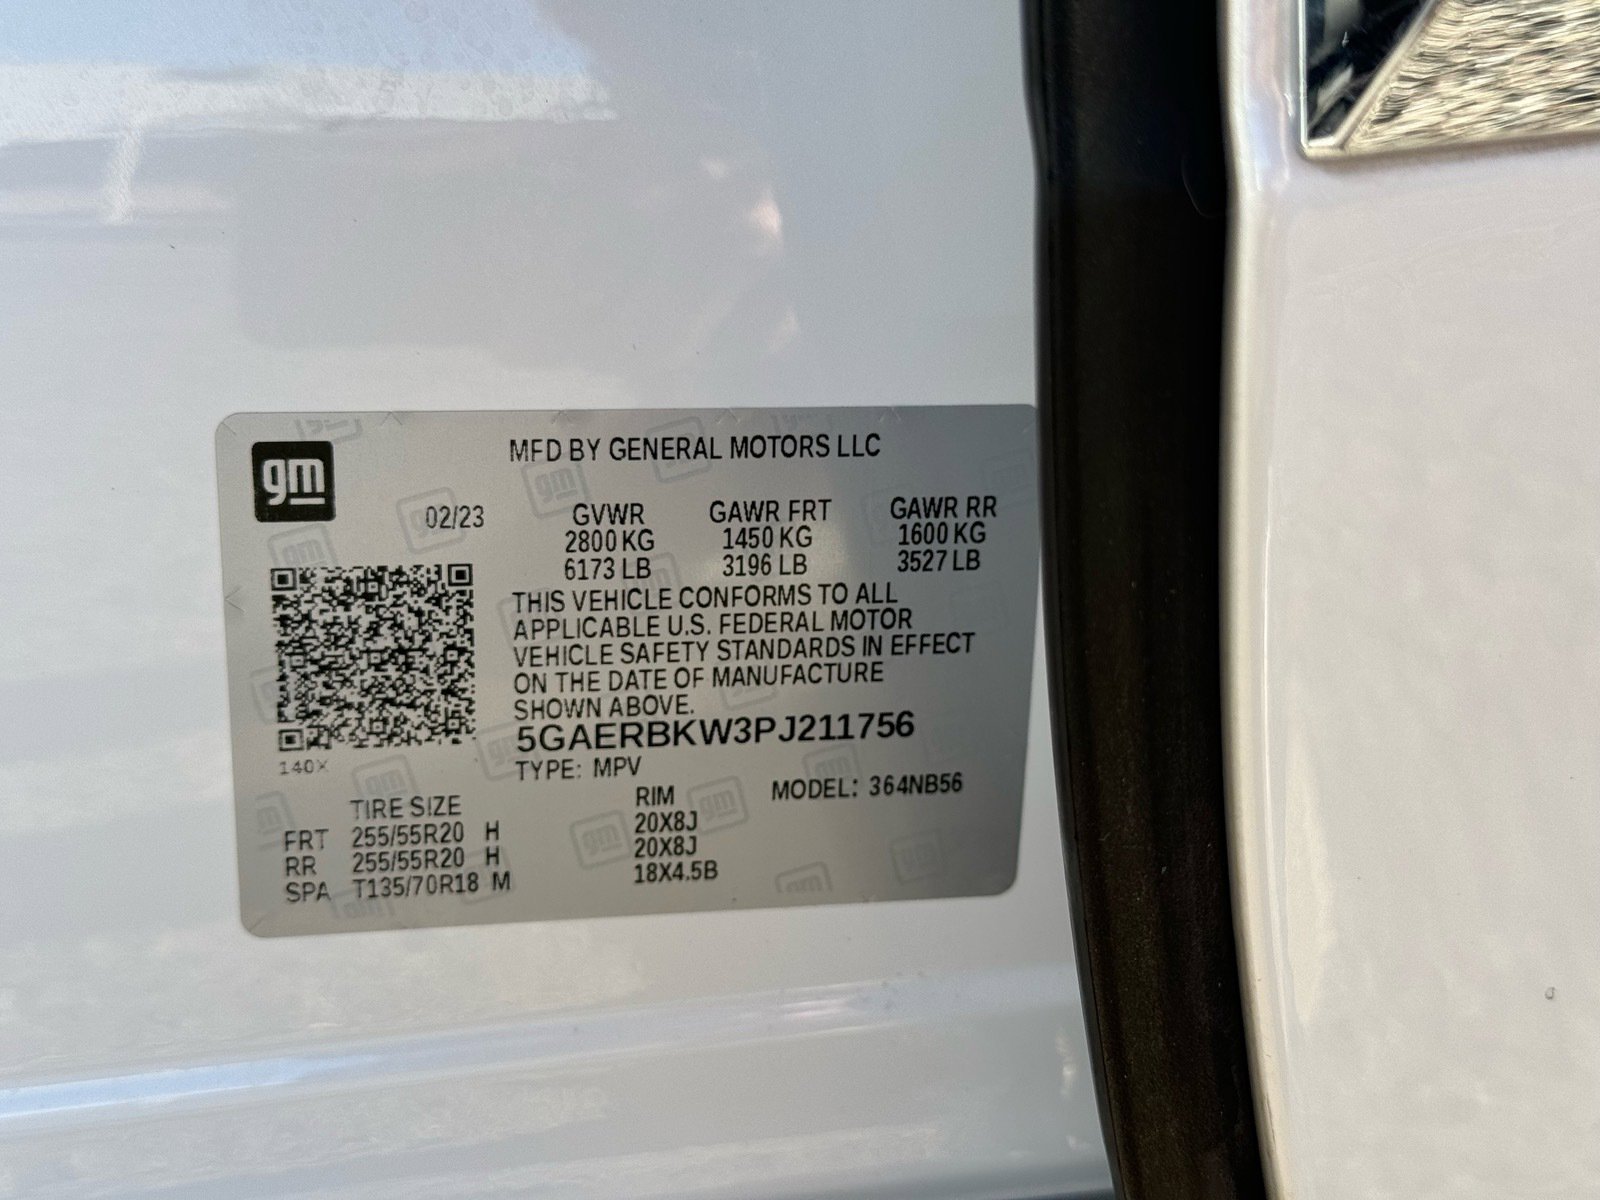 gm
MFD BY GENERAL MOTORS LLC
02/23
GVWR GAWR FRT GAWR RR
2800 KG 1450 KG 1600 KG
6173 LB 3196 LB 3527 LB
THIS VEHICLE CONFORMS TO ALL
APPLICABLE U.S. FEDERAL MOTOR
VEHICLE SAFETY STANDARDS IN EFFECT
ON THE DATE OF MANUFACTURE
SHOWN ABOVE.
5GAERBKW3PJ211756
140X
TYPE: MPV
TIRE SIZE RIM MODEL: 364NB56
FRT 255/55R20 H 20X8J
RR 255/55R20 H 20X8J
SPA T135/70R18 M 18X4.5B